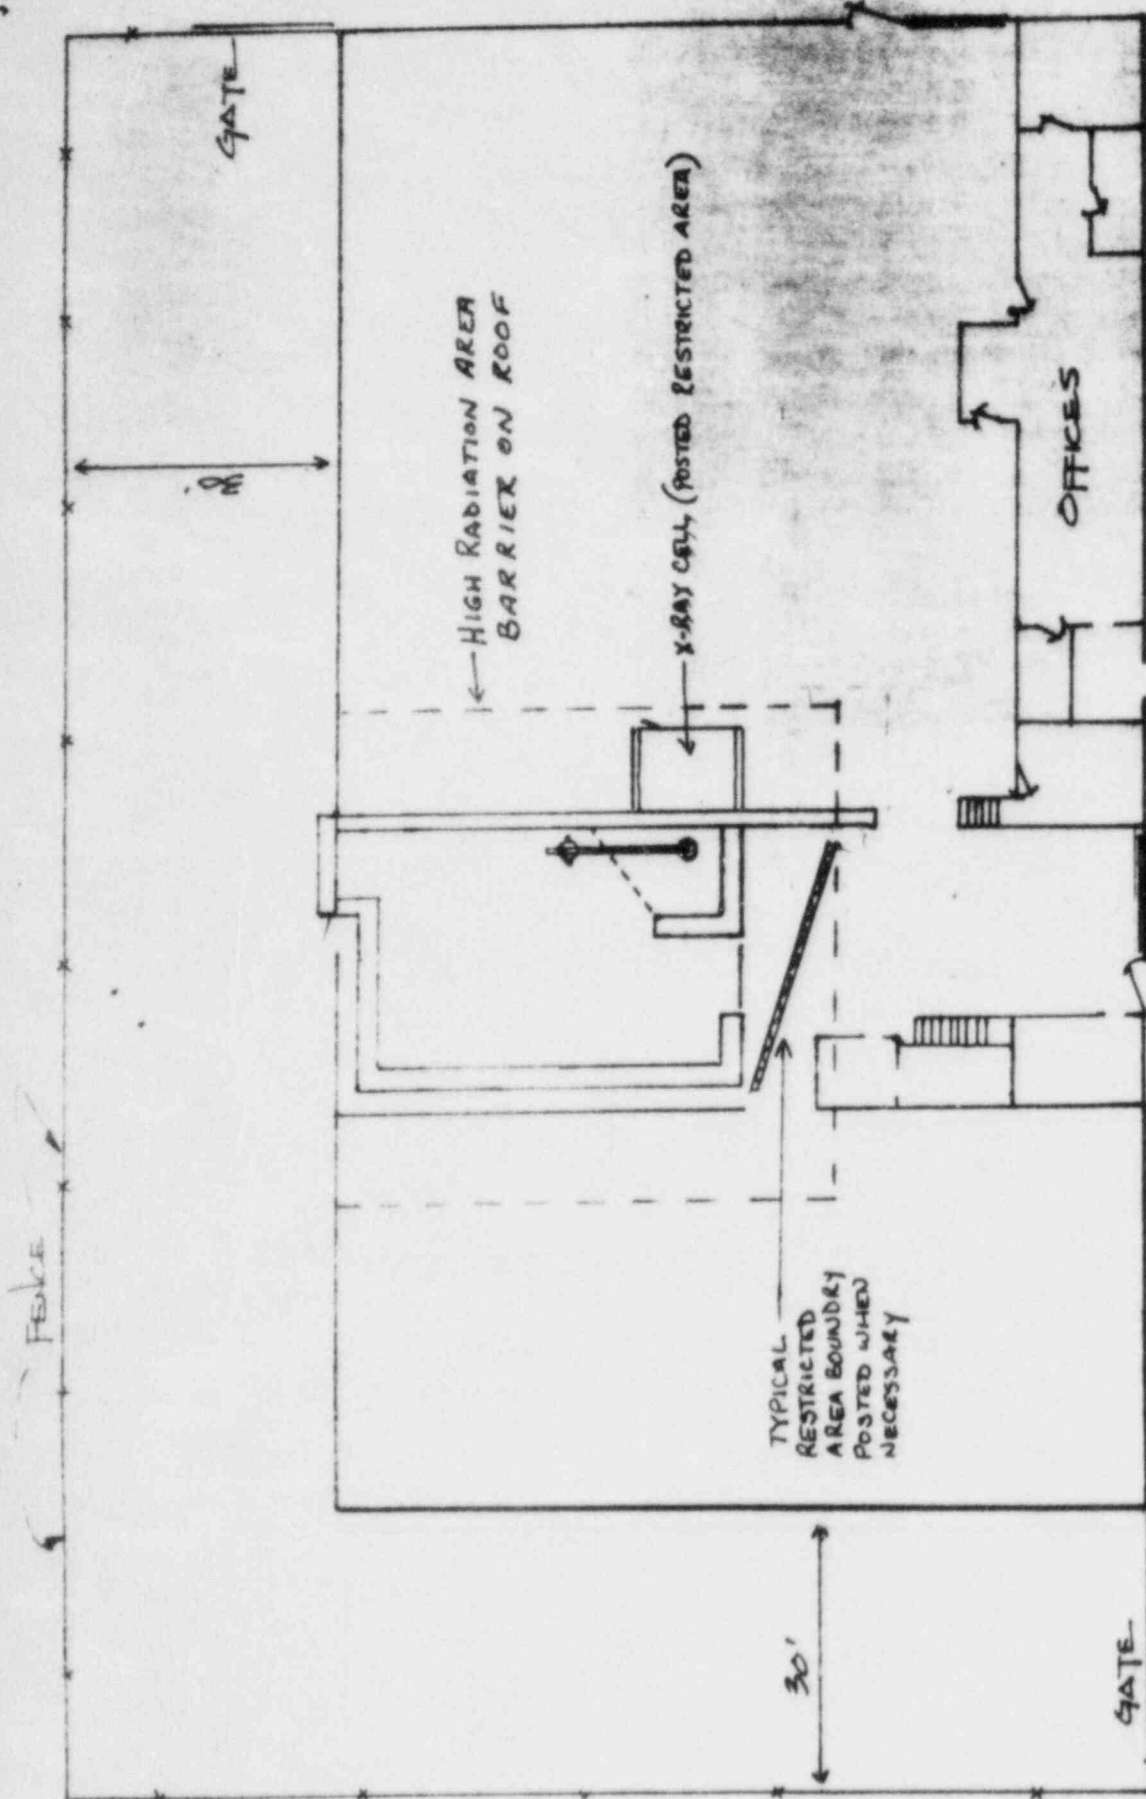 FENCE
GATE
30'
HIGH RADIATION AREA
BARRIER ON ROOF
X-RAY CELL (POSTED RESTRICTED AREA)
OFFICES
TYPICAL
RESTRICTED
AREA BOUNDRY
POSTED WHEN
NECESSARY
30'
GATE